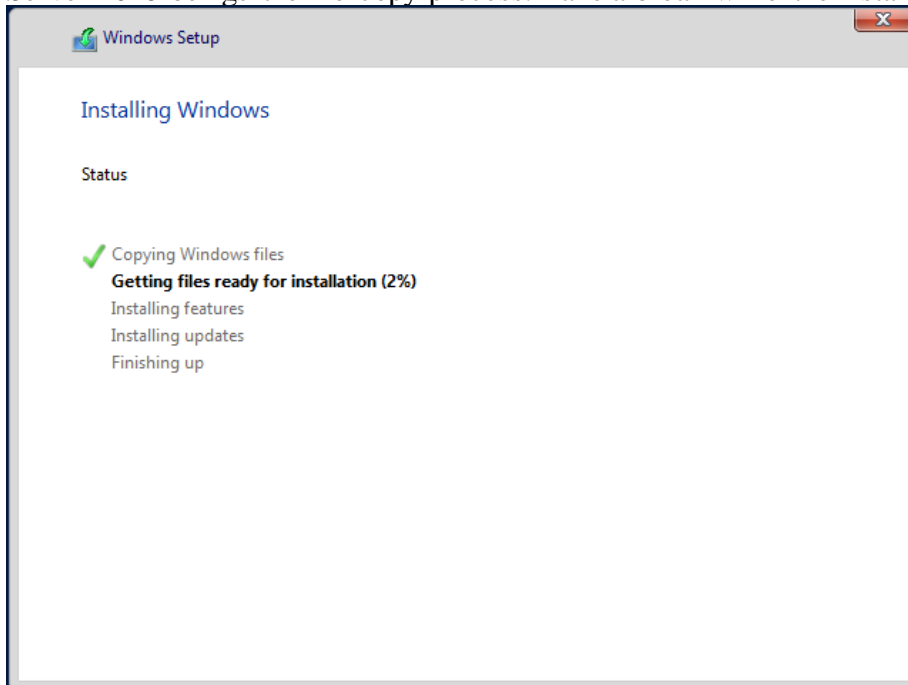 Windows Setup
Installing Windows
Status
Copying Windows files
Getting files ready for installation (2%)
Installing features
Installing updates
Finishing up